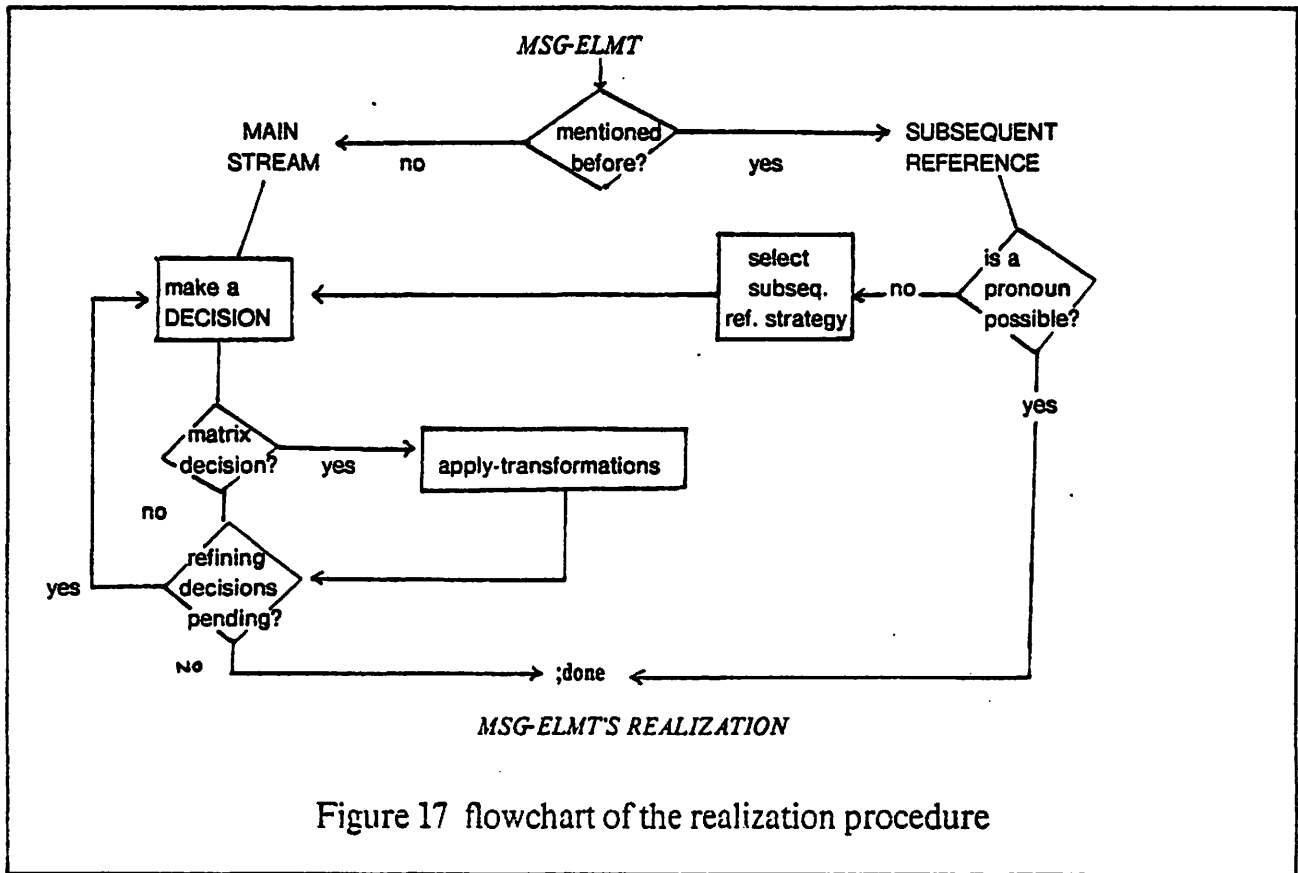 MSG-ELMT
mentioned
before?
MAIN
STREAM
no
yes
SUBSEQUENT
REFERENCE
make a
DECISION
select
subseq.
ref. strategy
no
is a
pronoun
possible?
yes
matrix
decision?
yes
apply-transformations
no
refining
decisions
pending?
yes
NO
;done
MSG-ELMT'S REALIZATION
Figure 17 flowchart of the realization procedure